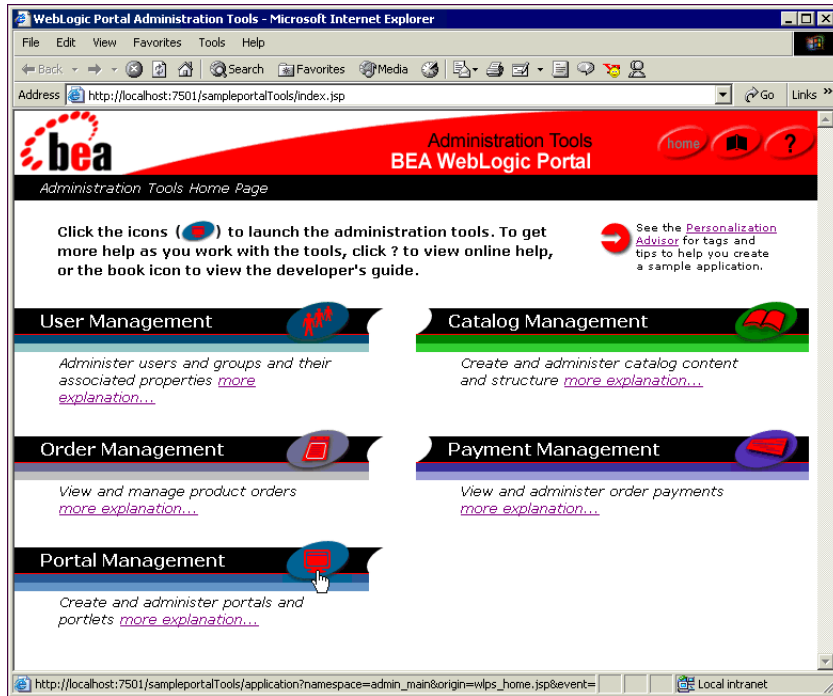 WebLogic Portal Administration Tools - Microsoft Internet Explorer
File Edit View Favorites Tools Help
Back Search Favorites Media
Address http://localhost:7501/sampleportalTools/index.jsp Go Links »
bea
Administration Tools
BEA WebLogic Portal
home ?
Administration Tools Home Page
Click the icons ( ) to launch the administration tools. To get
more help as you work with the tools, click ? to view online help,
or the book icon to view the developer's guide.
See the Personalization
Advisor for tags and
tips to help you create
a sample application.
User Management
Administer users and groups and their
associated properties more
explanation...
Catalog Management
Create and administer catalog content
and structure more explanation...
Order Management
View and manage product orders
more explanation...
Payment Management
View and administer order payments
more explanation...
Portal Management
Create and administer portals and
portlets more explanation...
http://localhost:7501/sampleportalTools/application?namespace=admin_main&origin=wlps_home.jsp&event= Local intranet